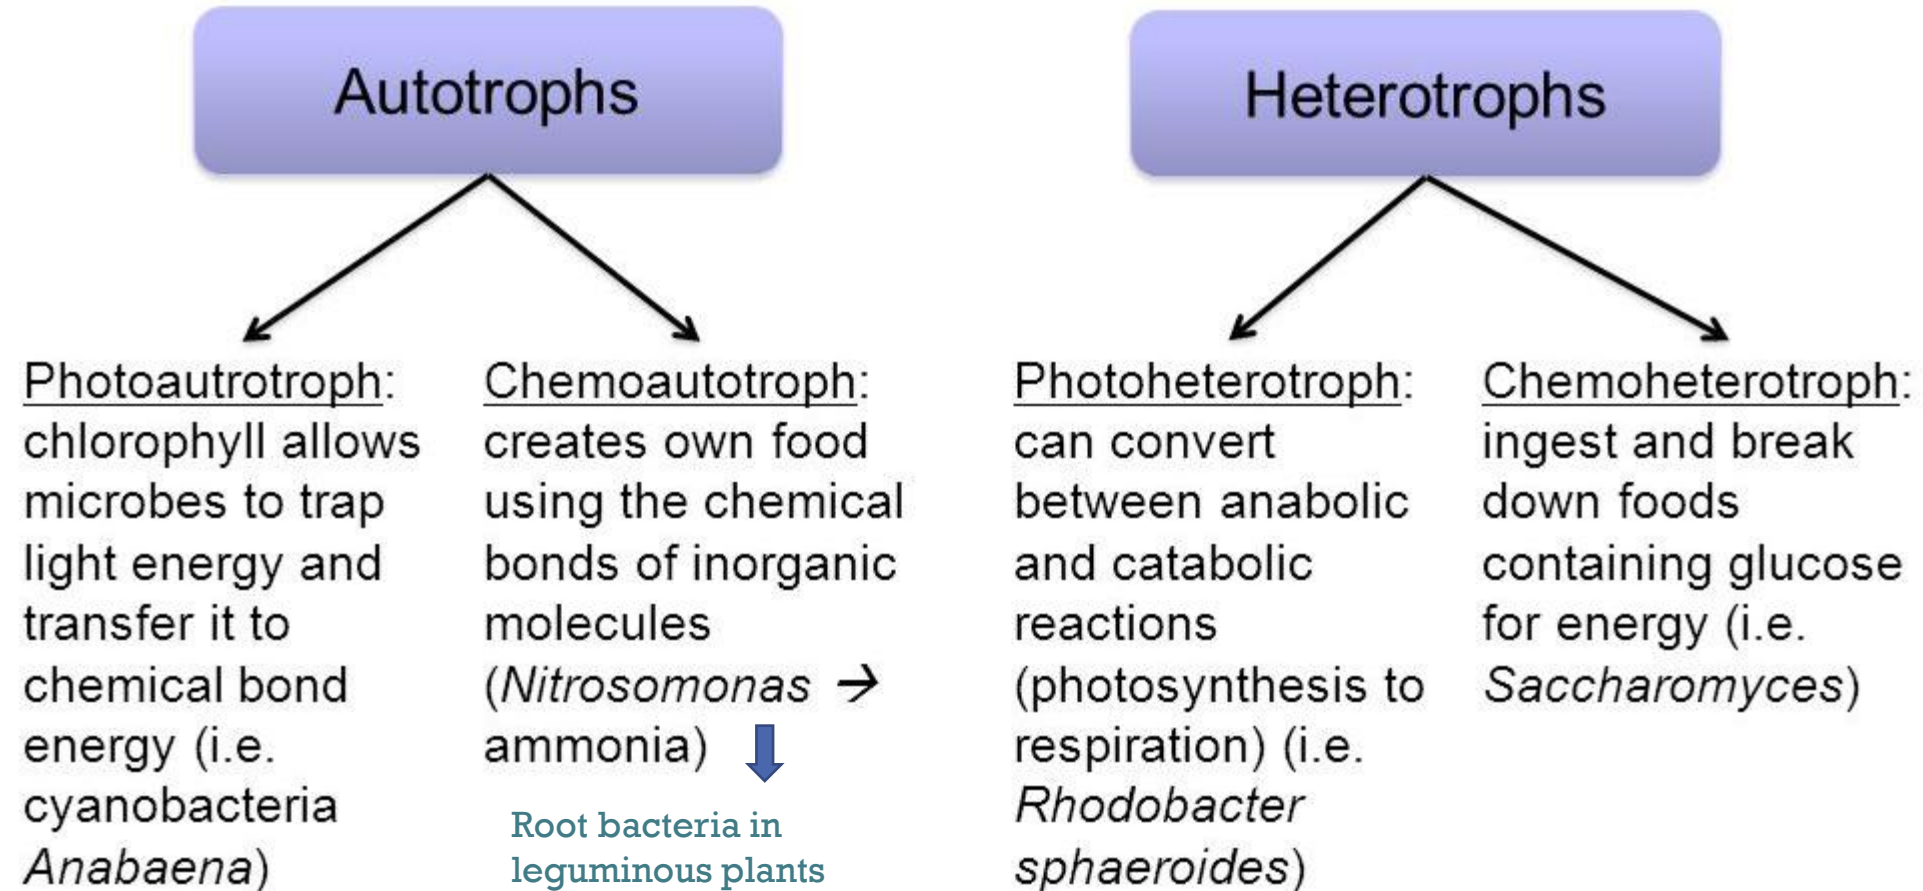 Autotrophs
Heterotrophs
Photoautrotroph:
chlorophyll allows
microbes to trap
light energy and
transfer it to
chemical bond
energy (i.e.
cyanobacteria
Anabaena)
Chemoautotroph:
creates own food
using the chemical
bonds of inorganic
molecules
(Nitrosomonas →
ammonia)
Root bacteria in
leguminous plants
Photoheterotroph:
can convert
between anabolic
and catabolic
reactions
(photosynthesis to
respiration) (i.e.
Rhodobacter
sphaeroides)
Chemoheterotroph:
ingest and break
down foods
containing glucose
for energy (i.e.
Saccharomyces)